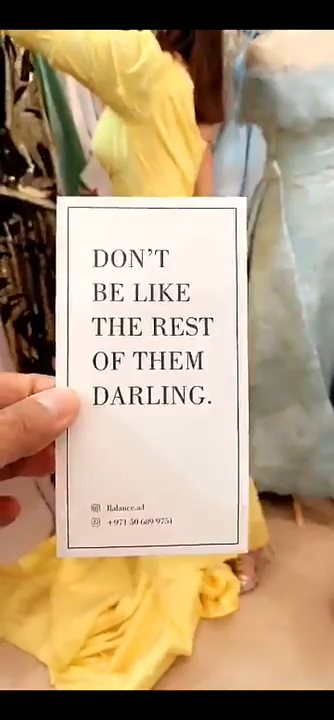 DON'T
BE LIKE
THE REST
OF THEM
DARLING.
Balance.ad
+971 50 689 9751